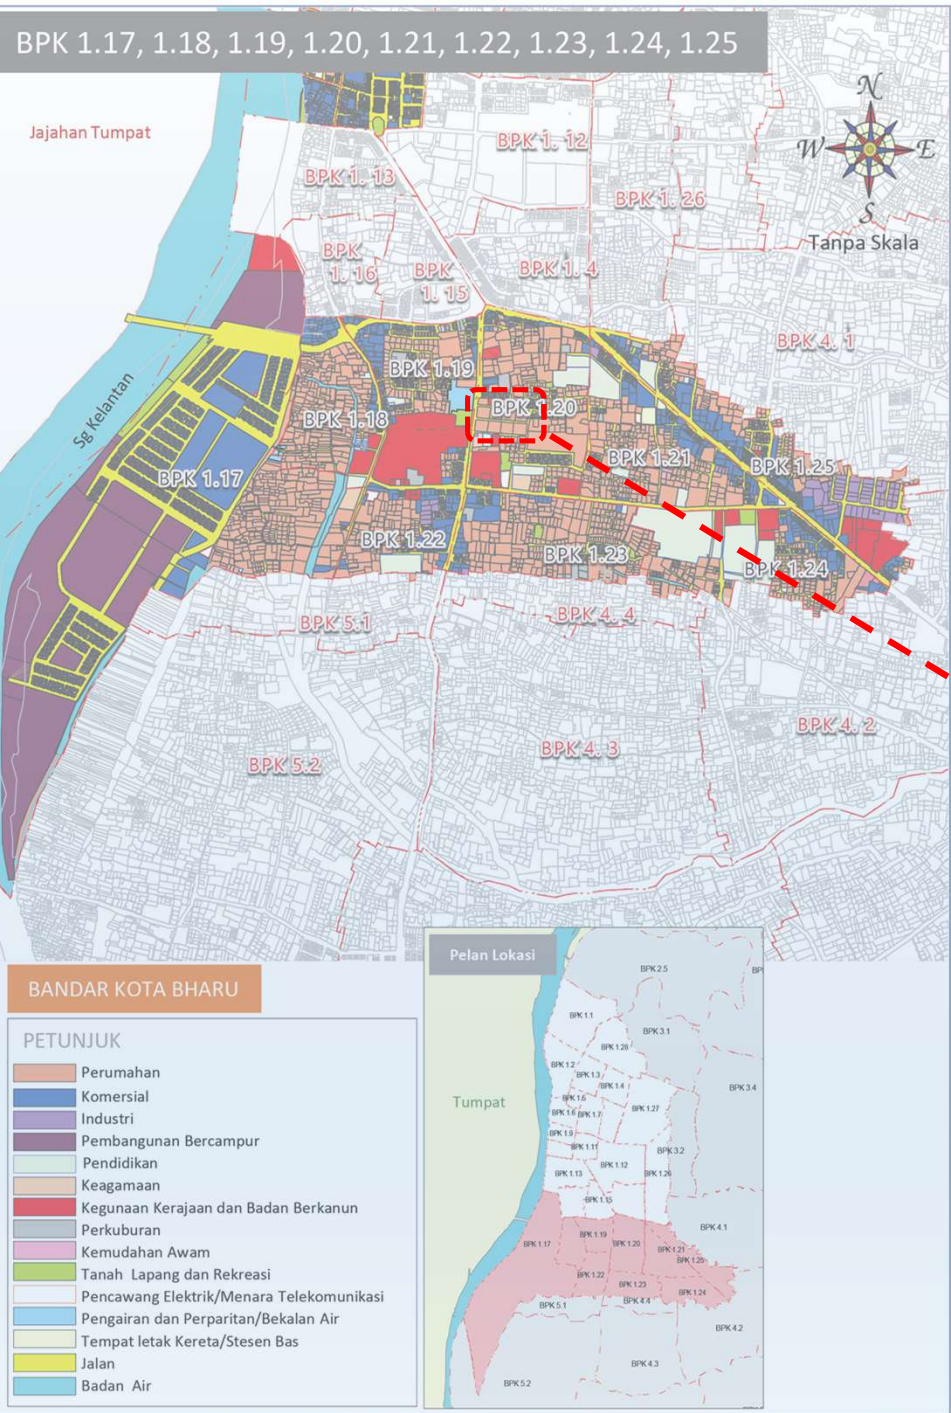 BPK 1.17, 1.18, 1.19, 1.20, 1.21, 1.22, 1.23, 1.24, 1.25
N
W
E
S
Tanpa Skala
Jajahan Tumpat
Sg Kelantan
BPK 1. 12
BPK 1. 13
BPK 1. 26
BPK
1. 16
BPK
1. 15
BPK 1. 4
BPK 4. 1
BPK 1.19
BPK 1.20
BPK 1.18
BPK 1.21
BPK 1.25
BPK 1.17
BPK 1.22
BPK 1.23
BPK 1.24
BPK 5.1
BPK 4. 4
BPK 4. 2
BPK 4. 3
BPK 5.2
BANDAR KOTA BHARU
PETUNJUK
Perumahan
Komersial
Industri
Pembangunan Bercampur
Pendidikan
Keagamaan
Kegunaan Kerajaan dan Badan Berkanun
Perkuburan
Kemudahan Awam
Tanah Lapang dan Rekreasi
Pencawang Elektrik/Menara Telekomunikasi
Pengairan dan Perparitan/Bekalan Air
Tempat letak Kereta/Stesen Bas
Jalan
Badan Air
Pelan Lokasi
Tumpat
BPK 2.5
BP
BPK 1.1
BPK 3.1
BPK 1.28
BPK 1.2
BPK 1.3
BPK 1.4
BPK 3.4
BPK 1.5
BPK 1.6
BPK 1.7
BPK 1.27
BPK 1.9
BPK 1.11
BPK 3.2
BPK 1.12
BPK 1.13
BPK 1.26
BPK 1.15
BPK 4.1
BPK 1.17
BPK 1.19
BPK 1.20
BPK 1.21
BPK 1.25
BPK 1.22
BPK 1.23
BPK 1.24
BPK 5.1
BPK 4.4
BPK 4.2
BPK 4.3
BPK 5.2